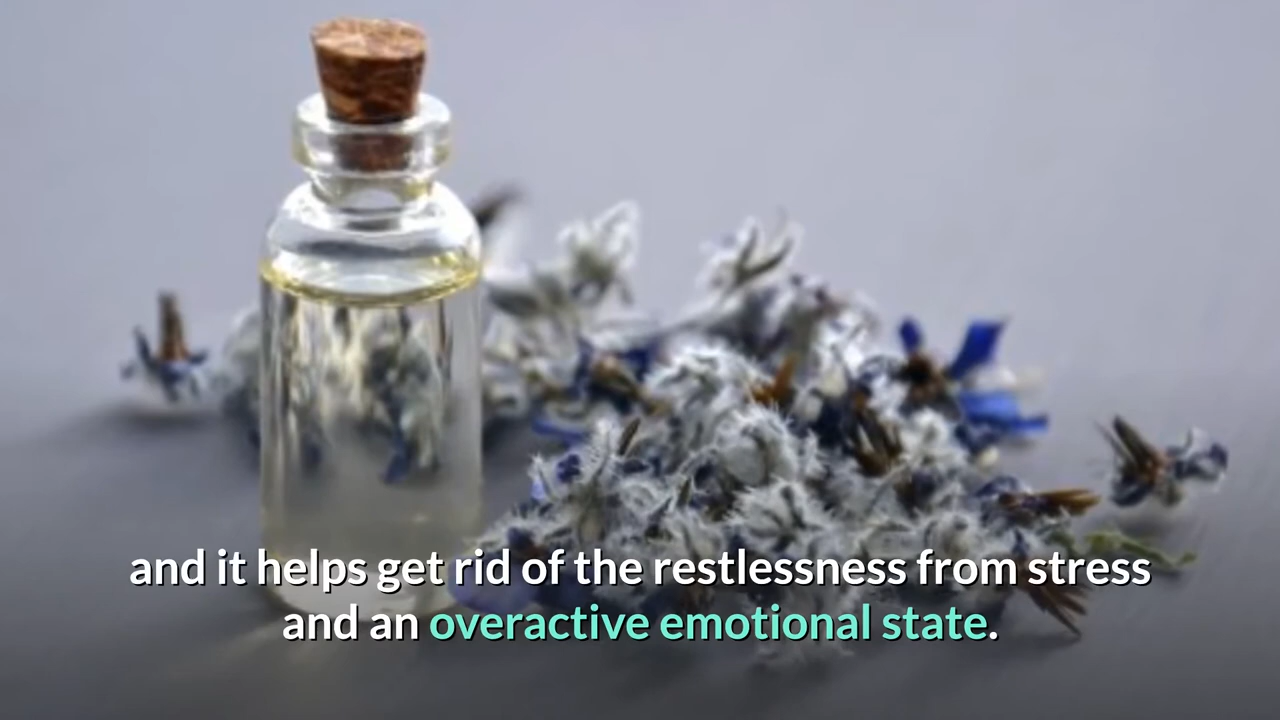 and it helps get rid of the restlessness from stress
and an overactive emotional state.